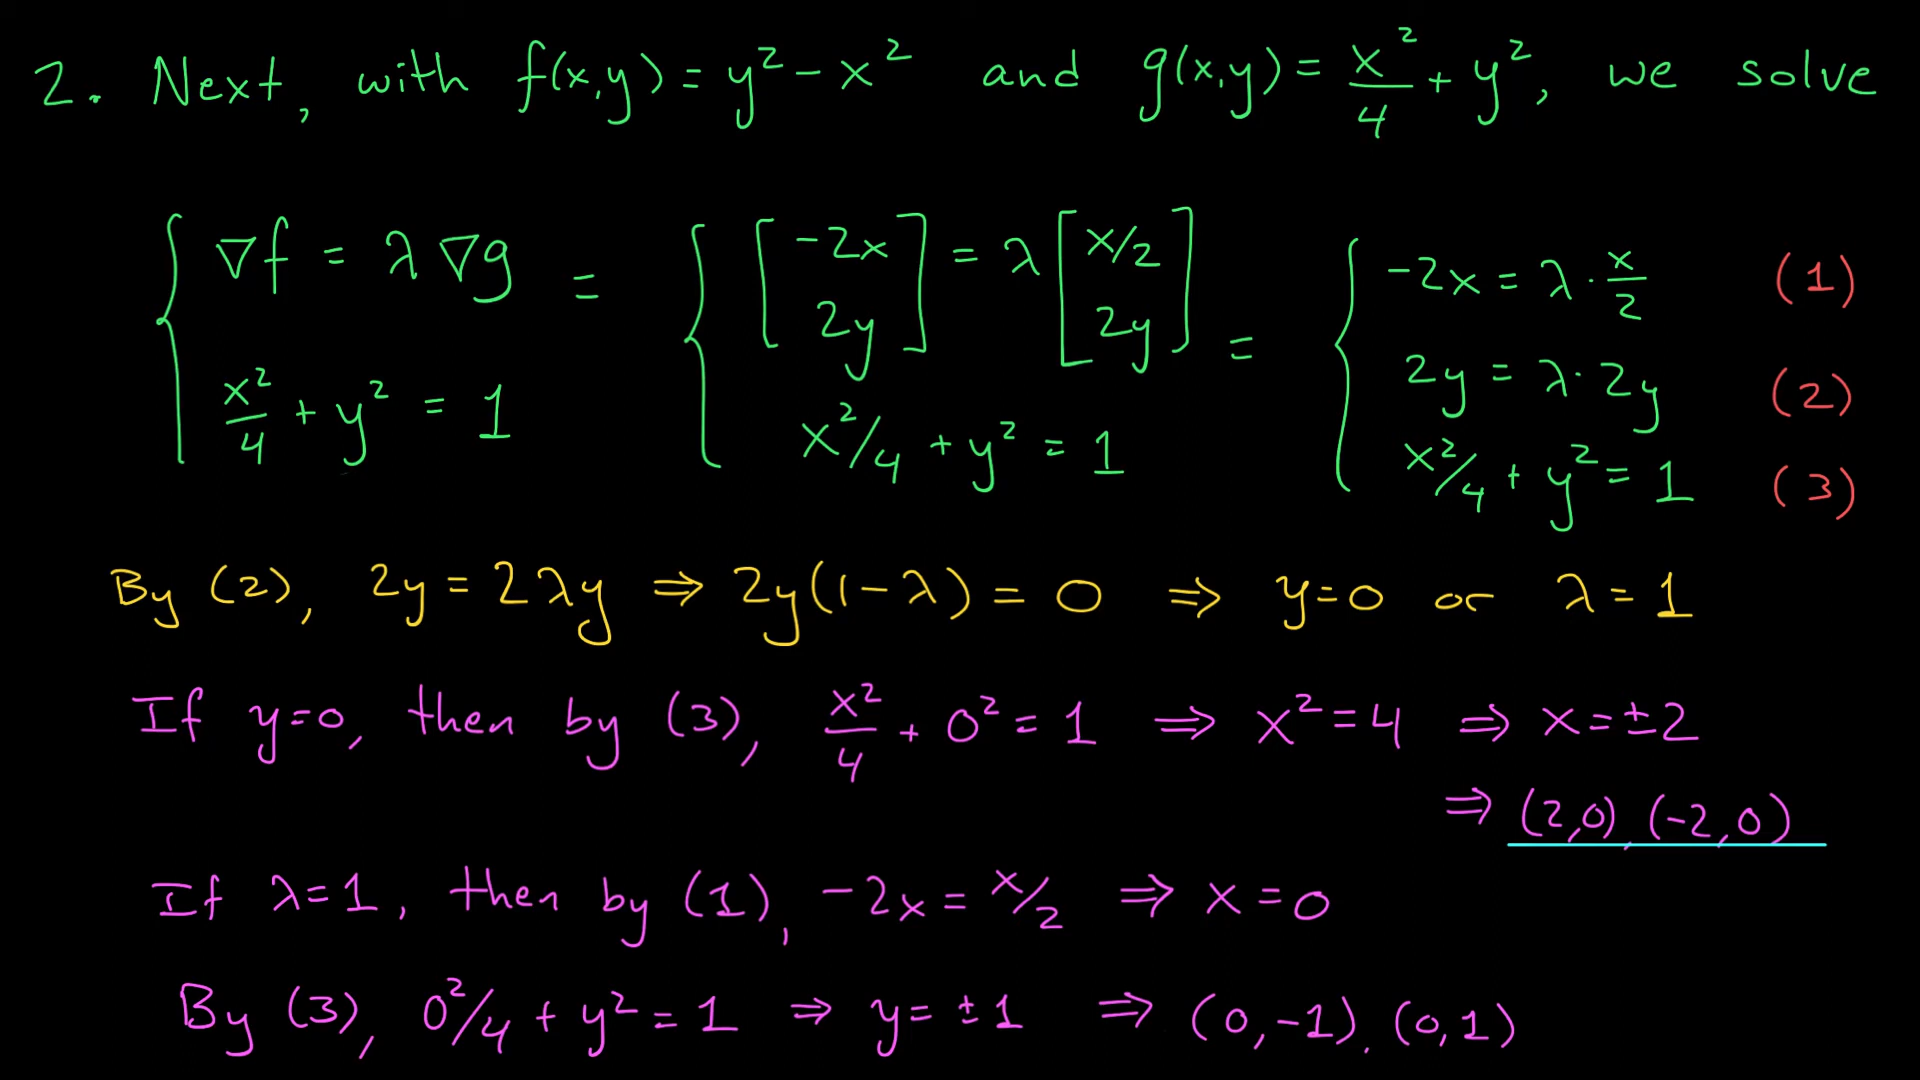 2. Next, with f(x,y) = y² - x² and g(x,y) = x²/4 + y², we solve
{ ∇f = λ∇g = { [-2x 2y] = λ [x/2 2y] = { -2x = λ · x/2 (1)
2y = λ · 2y (2)
x²/4 + y² = 1 x²/4 + y² = 1 x²/4 + y² = 1 (3)
By (2), 2y = 2λy ⇒ 2y(1-λ) = 0 ⇒ y=0 or λ = 1
If y=0, then by (3), x²/4 + 0² = 1 ⇒ x² = 4 ⇒ x = ±2
⇒ (2,0), (-2,0)
If λ=1, then by (1), -2x = x/2 ⇒ x = 0
By (3), 0²/4 + y² = 1 ⇒ y = ±1 ⇒ (0,-1), (0,1)